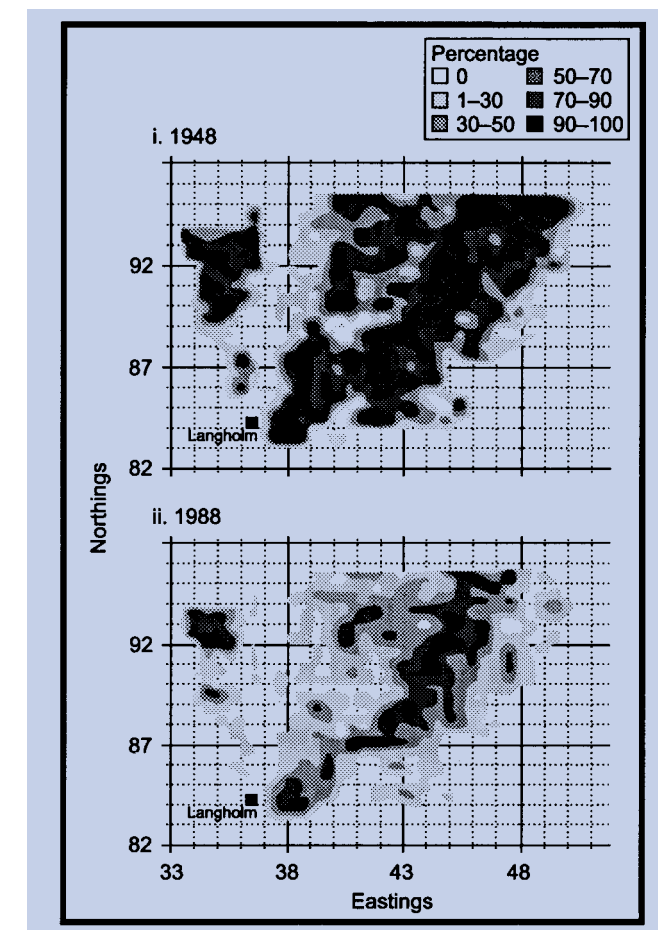 Percentage
0
50–70
1–30
70–90
30–50
90–100
i. 1948
92
87
Langholm
82
Northings
ii. 1988
92
87
Langholm
82
33 38 43 48
Eastings